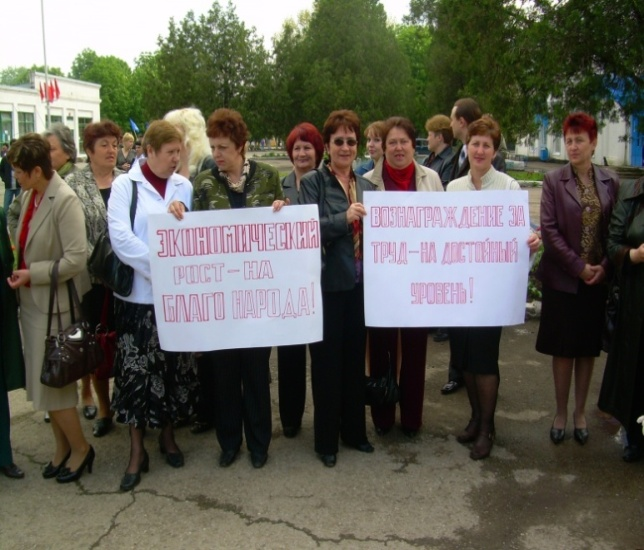 ЭКОНОМИЧЕСКИЙ
РОСТ – НА
БЛАГО НАРОДА!
ВОЗНАГРАЖДЕНИЕ ЗА
ТРУД – НА ДОСТОЙНЫЙ
УРОВЕНЬ!